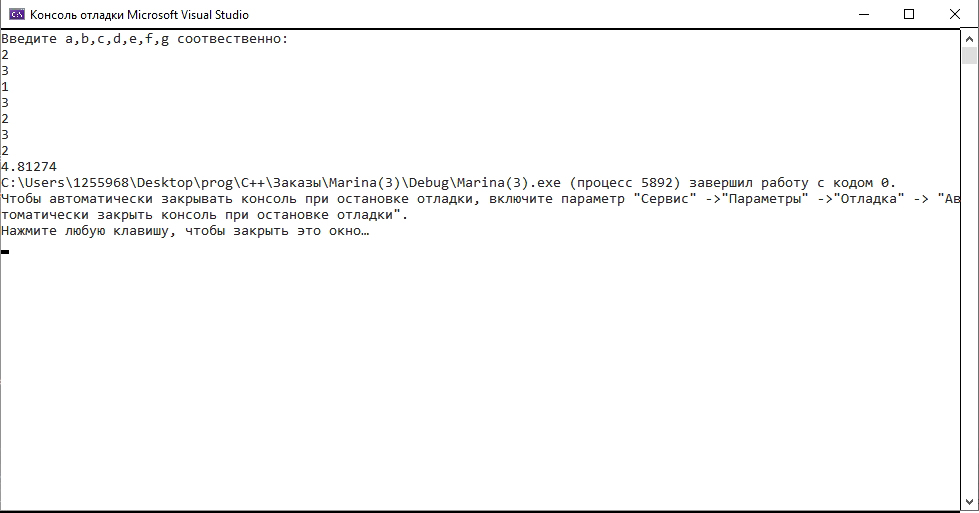 Консоль отладки Microsoft Visual Studio
Введите a,b,c,d,e,f,g соотвественно:
2
3
1
3
2
3
2
4.81274
C:\Users\1255968\Desktop\prog\C++\Заказы\Marina(3)\Debug\Marina(3).exe (процесс 5892) завершил работу с кодом 0.
Чтобы автоматически закрывать консоль при остановке отладки, включите параметр "Сервис" ->"Параметры" ->"Отладка" -> "Ав
томатически закрыть консоль при остановке отладки".
Нажмите любую клавишу, чтобы закрыть это окно…